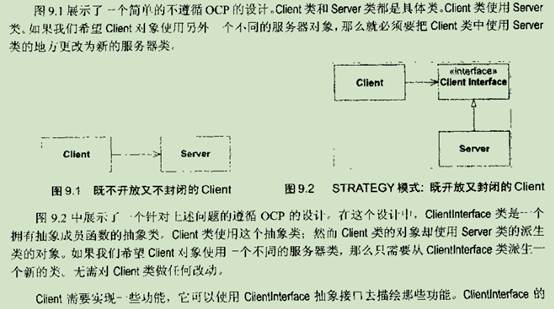 图 9.1 展示了一个简单的不遵循 OCP 的设计。Client 类和 Server 类都是具体类。Client 类使用 Server
类。如果我们希望 Client 对象使用另外一个不同的服务器对象，那么就必须要把 Client 类中使用 Server
类的地方更改为新的服务器类。
Client
Server
图 9.1 既不开放又不封闭的 Client
Client
«interface»
Client Interface
Server
图 9.2 STRATEGY 模式：既开放又封闭的 Client
图 9.2 中展示了一个针对上述问题的遵循 OCP 的设计。在这个设计中，ClientInterface 类是一个
拥有抽象成员函数的抽象类。Client 类使用这个抽象类；然而 Client 类的对象却使用 Server 类的派生
类的对象。如果我们希望 Client 对象使用一个不同的服务器类，那么只需要从 ClientInterface 类派生一
个新的类、无需对 Client 类做任何改动。
Client 需要实现一些功能，它可以使用 ClientInterface 抽象接口去描绘那些功能。ClientInterface 的